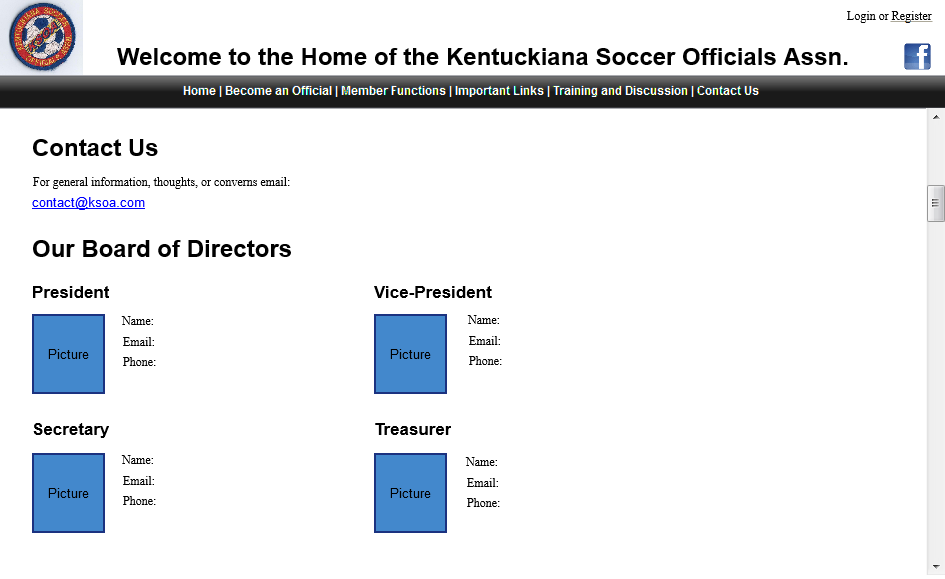 KENTUCKIANA SOCCER
OFFICIALS
Login or Register
Welcome to the Home of the Kentuckiana Soccer Officials Assn.
f
Home | Become an Official | Member Functions | Important Links | Training and Discussion | Contact Us
Contact Us
For general information, thoughts, or converns email:
contact@ksoa.com
Our Board of Directors
President
Vice-President
Picture
Name:
Email:
Phone:
Picture
Name:
Email:
Phone:
Secretary
Treasurer
Picture
Name:
Email:
Phone:
Picture
Name:
Email:
Phone: